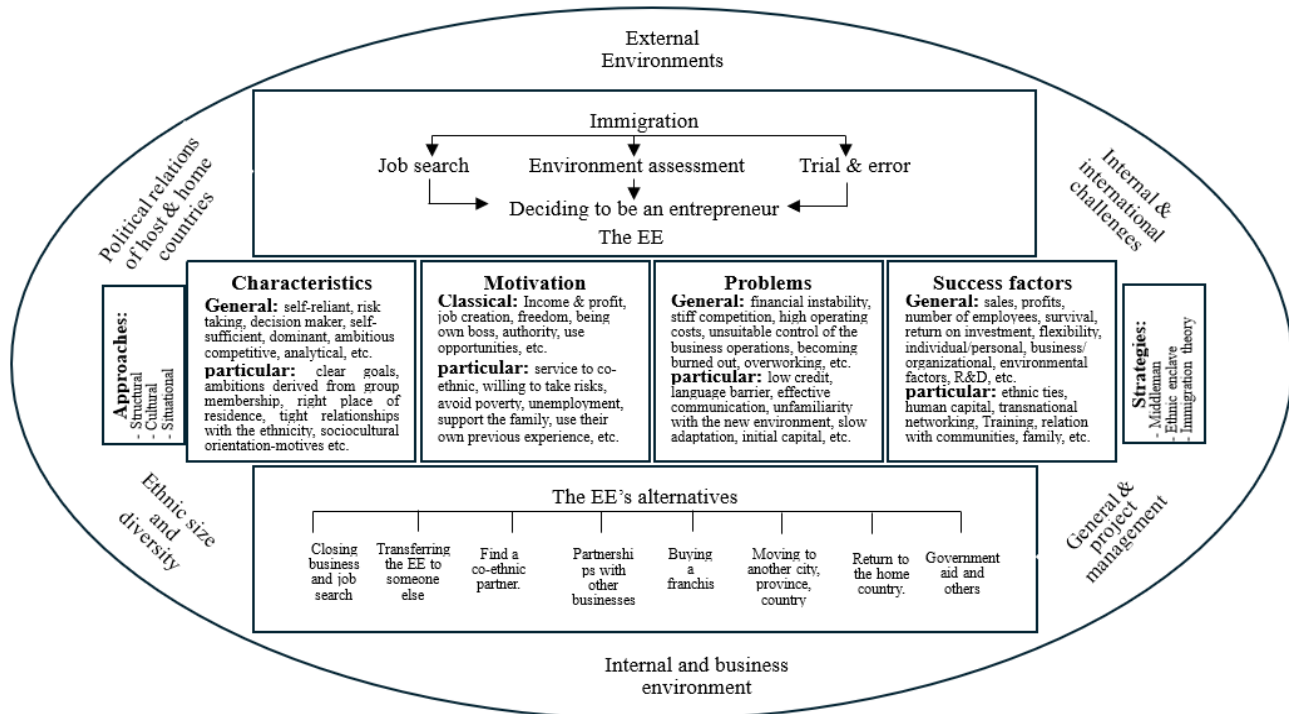 External
Environments
Political relations
of host & home
countries
Internal &
international
challenges
Immigration
Job search
Environment assessment
Trial & error
Deciding to be an entrepreneur
The EE
Approaches:
- Structural
- Cultural
- Situational
Characteristics
General: self-reliant, risk
taking, decision maker, self-
sufficient, dominant, ambitious
competitive, analytical, etc.
particular: clear goals,
ambitions derived from group
membership, right place of
residence, tight relationships
with the ethnicity, sociocultural
orientation-motives etc.
Motivation
Classical: Income & profit,
job creation, freedom, being
own boss, authority, use
opportunities, etc.
particular: service to co-
ethnic, willing to take risks,
avoid poverty, unemployment,
support the family, use their
own previous experience, etc.
Problems
General: financial instability,
stiff competition, high operating
costs, unsuitable control of the
business operations, becoming
burned out, overworking, etc.
particular: low credit,
language barrier, effective
communication, unfamiliarity
with the new environment, slow
adaptation, initial capital, etc.
Success factors
General: sales, profits,
number of employees, survival,
return on investment, flexibility,
individual/personal, business/
organizational, environmental
factors, R&D, etc.
particular: ethnic ties,
human capital, transnational
networking, Training, relation
with communities, family, etc.
Strategies:
- Middleman
- Ethnic enclave
- Immigration theory
Ethnic size
and
diversity
General &
project
management
The EE's alternatives
Closing
business
and job
search
Transferring
the EE to
someone
else
Find a
co-ethnic
partner.
Partnershi
ps with
other
businesses
Buying
a
franchis
Moving to
another city,
province,
country
Return to
the home
country.
Government
aid and
others
Internal and business
environment